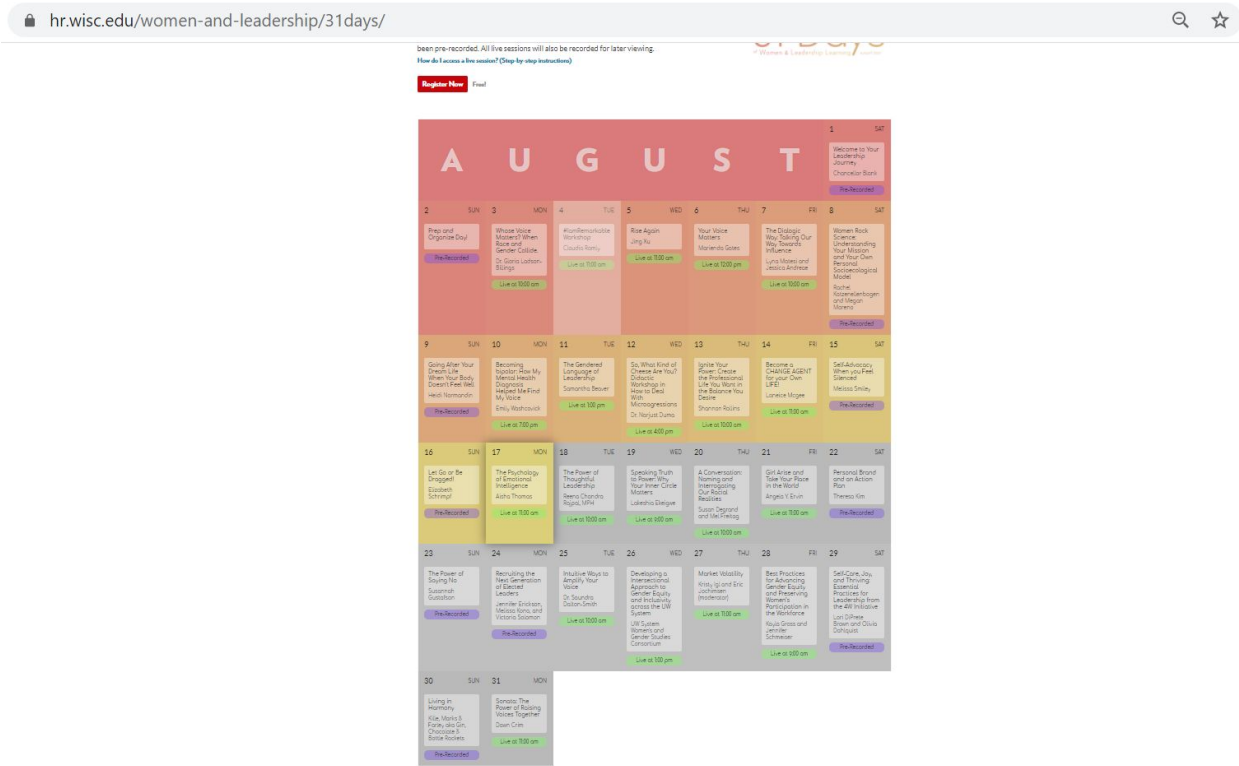 hr.wisc.edu/women-and-leadership/31days/
been pre-recorded. All live sessions will also be recorded for later viewing.
How do I access a live session? (Step-by-step instructions)
31 Days
of Women & Leadership Learning
Register Now Free!
AUGUST
1 SAT
Welcome to Your
Leadership
Journey
Chancellor Blank
Pre-Recorded
2 SUN
Prep and
Organize Day!
Pre-Recorded
3 MON
Whose Voice
Matters? When
Race and
Gender Collide
Dr. Gloria Ladson-
Billings
Live at 10:00 am
4 TUE
#IamRemarkable
Workshop
Claudia
Live at 11:00 am
5 WED
Rise Again
Jing Xu
Live at 11:00 am
6 THU
Your Voice
Matters
Marienda Gates
Live at 12:00 pm
7 FRI
The Dialogic
Way Talking Our
Way Towards
Influence
Lyna Matesi and
Jessica Andrese
Live at 10:00 am
8 SAT
Women Rock
Science:
Understanding
Your Mission
and Your Own
Personal
Socioecological
Model
Rachel
Katzenellenbogen
and Megan
Moreno
Pre-Recorded
9 SUN
Going After Your
Dream Life
When Your Body
Doesn't Feel Well
Heidi Normandin
Pre-Recorded
10 MON
Becoming
bipolar: How My
Mental Health
Diagnosis
Helped Me Find
My Voice
Emily Washcovick
Live at 7:00 pm
11 TUE
The Gendered
Language of
Leadership
Samantha Beaver
Live at 1:00 pm
12 WED
So, What Kind of
Cheese Are You?
Didactic
Workshop in
How to Deal
With
Microagressions
Dr. Narjust Duma
Live at 4:00 pm
13 THU
Ignite Your
Power: Create
the Professional
Life You Want in
the Balance You
Desire
Shannan Rollins
Live at 10:00 am
14 FRI
Become a
CHANGE AGENT
for your Own
LIFE!
Laneice Mcgee
Live at 11:00 am
15 SAT
Self-Advocacy
When you Feel
Silenced
Melissa Smiley
Pre-Recorded
16 SUN
Let Go or Be
Dragged!
Elizabeth
Schrimpf
Pre-Recorded
17 MON
The Psychology
of Emotional
Intelligence
Aisha Thomas
Live at 11:00 am
18 TUE
The Power of
Thoughtful
Leadership
Reena Chandra
Rajpal, MPH
Live at 10:00 am
19 WED
Speaking Truth
to Power: Why
Your Inner Circle
Matters
Lakeshia Ekeigwe
20 THU
A Conversation:
Naming and
Interrogating
Our Racial
Realities
Susan Degrand
and Mel Freitag
Live at 10:00 am
21 FRI
Girl Arise and
Take Your Place
in the World
Angela Y. Ervin
Live at 11:00 am
22 SAT
Personal Brand
and an Action
Plan
Theresa Kim
Pre-Recorded
23 SUN
The Power of
Saying No
Susannah
Gustafson
Pre-Recorded
24 MON
Recruiting the
Next Generation
of Elected
Leaders
Jennifer Erickson,
Melissa Kono, and
Victoria Solomon
Pre-Recorded
25 TUE
Intuitive Ways to
Amplify Your
Voice
Dr. Saundra
Dalton-Smith
Live at 10:00 am
26 WED
Developing a
Intersectional
Approach to
Gender Equity
and Inclusivity
across the UW
System
UW System
Women's and
Gender Studies
Consortium
Live at 1:00 pm
27 THU
Market Volatility
Kristy Igl and Eric
Jochimsen
(moderator)
Live at 11:00 am
28 FRI
Best Practices
for Advancing
Gender Equity
and Preserving
Women's
Participation in
the Workforce
Kayla Gross and
Jennifer
Schmeiser
29 SAT
Self-Care, Joy,
and Thriving:
Essential
Practices for
Leadership from
the 4W Initiative
Lori DiPrete
Brown and Olivia
Dahlquist
Pre-Recorded
30 SUN
Living in
Harmony
Kilie, Marks &
Farley aka Gin,
Chocolate &
Bottle Rockets
Pre-Recorded
31 MON
Sonata: The
Power of Raising
Voices Together
Dawn Crim
Live at 11:00 am